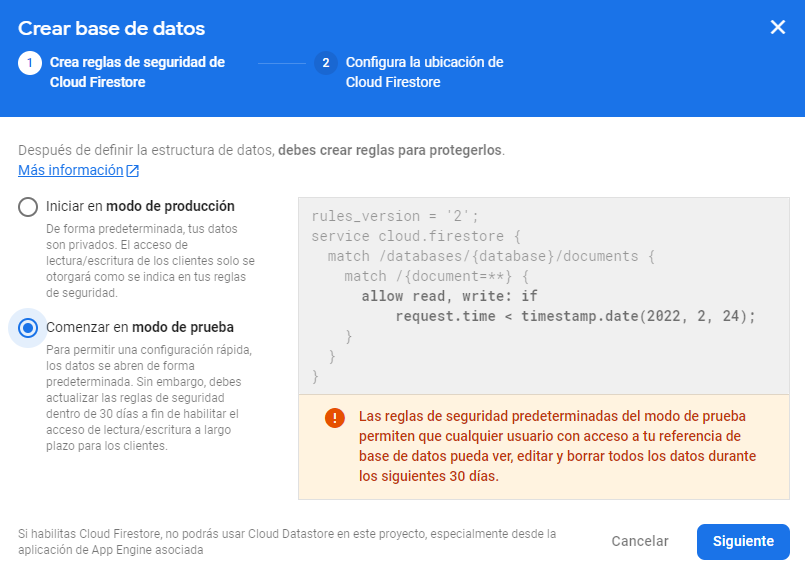 Crear base de datos
1 Crea reglas de seguridad de
Cloud Firestore
2 Configura la ubicación de
Cloud Firestore
Después de definir la estructura de datos, debes crear reglas para protegerlos.
Más información
Iniciar en modo de producción
De forma predeterminada, tus datos
son privados. El acceso de
lectura/escritura de los clientes solo se
otorgará como se indica en tus reglas
de seguridad.
Comenzar en modo de prueba
Para permitir una configuración rápida,
los datos se abren de forma
predeterminada. Sin embargo, debes
actualizar las reglas de seguridad
dentro de 30 días a fin de habilitar el
acceso de lectura/escritura a largo
plazo para los clientes.
rules_version = '2';
service cloud.firestore {
  match /databases/{database}/documents {
    match /{document=**} {
      allow read, write: if
          request.time < timestamp.date(2022, 2, 24);
    }
  }
}
Las reglas de seguridad predeterminadas del modo de prueba
permiten que cualquier usuario con acceso a tu referencia de
base de datos pueda ver, editar y borrar todos los datos durante
los siguientes 30 días.
Si habilitas Cloud Firestore, no podrás usar Cloud Datastore en este proyecto, especialmente desde la
aplicación de App Engine asociada
Cancelar
Siguiente